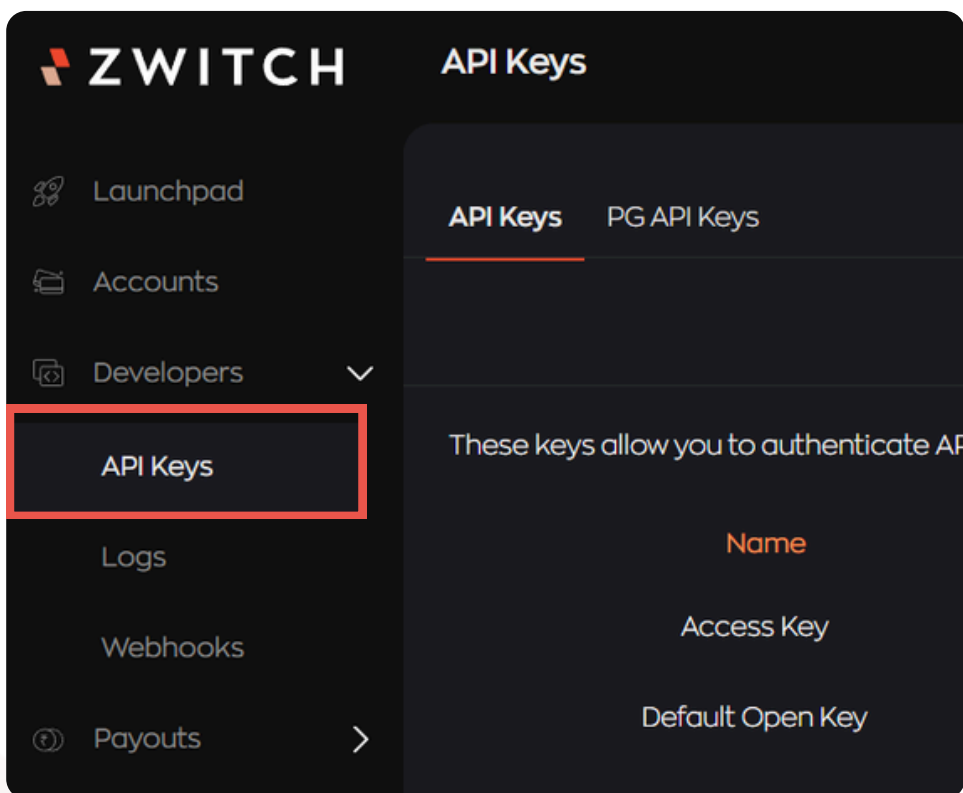 ZWITCH
API Keys
Launchpad
Accounts
Developers
API Keys
Logs
Webhooks
Payouts
API Keys PG API Keys
These keys allow you to authenticate AP
Name
Access Key
Default Open Key